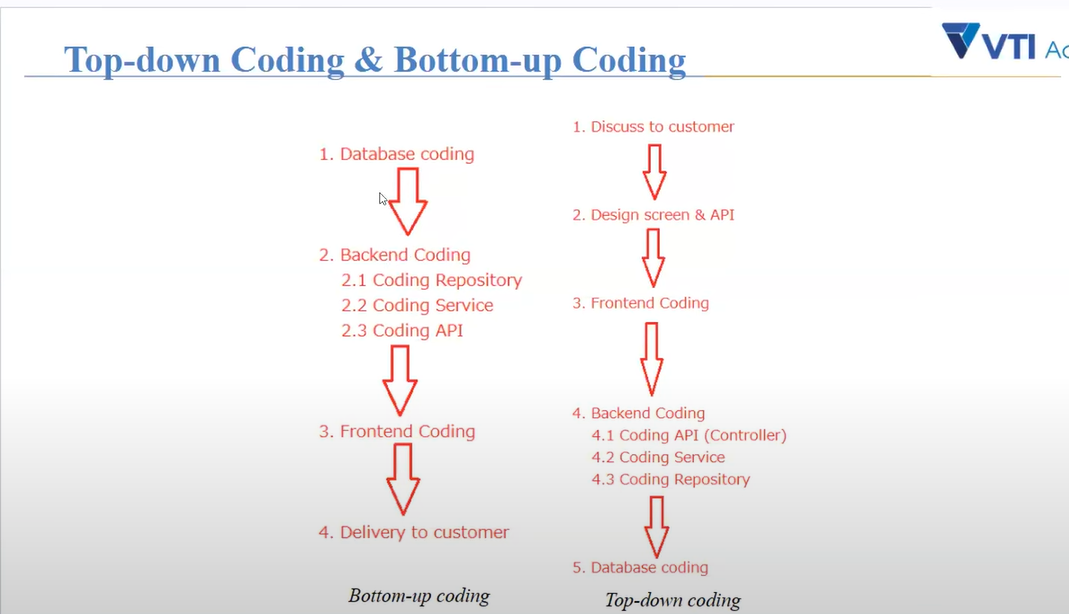 Top-down Coding & Bottom-up Coding
VTI
1. Database coding
2. Backend Coding
2.1 Coding Repository
2.2 Coding Service
2.3 Coding API
3. Frontend Coding
4. Delivery to customer
Bottom-up coding
1. Discuss to customer
2. Design screen & API
3. Frontend Coding
4. Backend Coding
4.1 Coding API (Controller)
4.2 Coding Service
4.3 Coding Repository
5. Database coding
Top-down coding